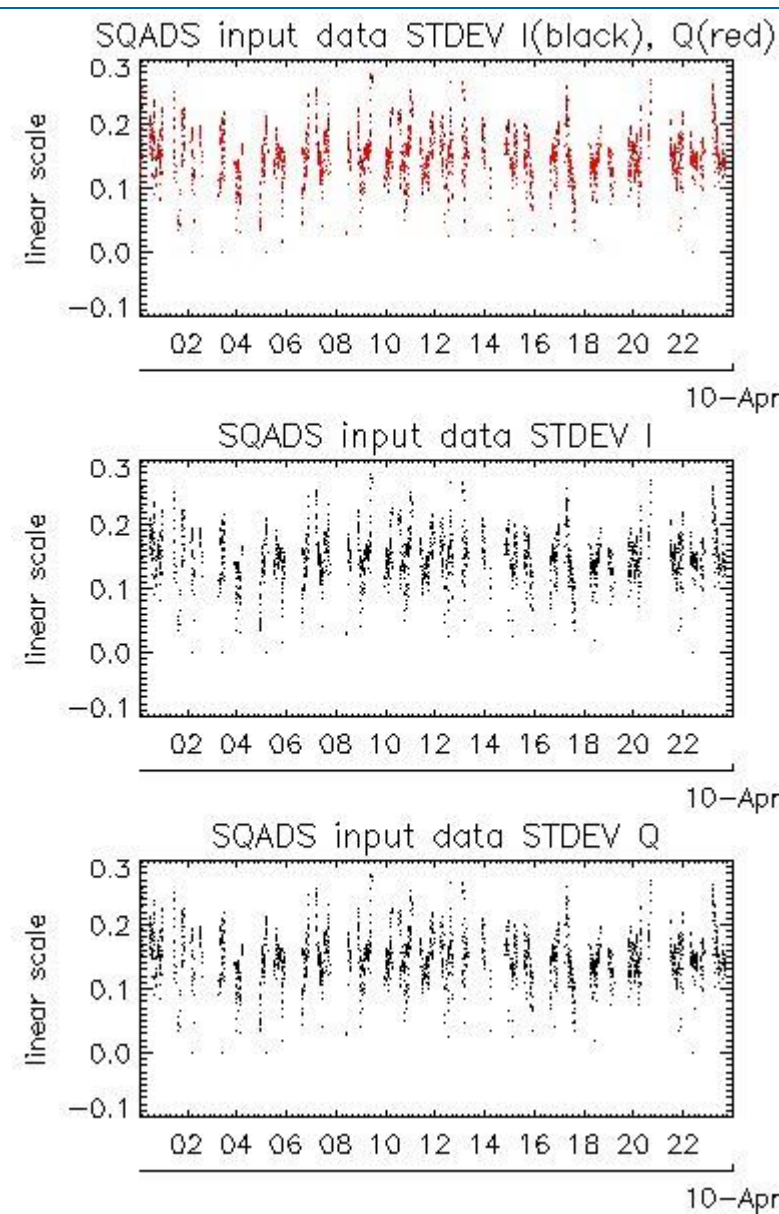 SQADS input data STDEV I(black), Q(red)
0.3
0.2
0.1
0.0
−0.1
linear scale
02 04 06 08 10 12 14 16 18 20 22
10−Apr
SQADS input data STDEV I
0.3
0.2
0.1
0.0
−0.1
linear scale
02 04 06 08 10 12 14 16 18 20 22
10−Apr
SQADS input data STDEV Q
0.3
0.2
0.1
0.0
−0.1
linear scale
02 04 06 08 10 12 14 16 18 20 22
10−Apr